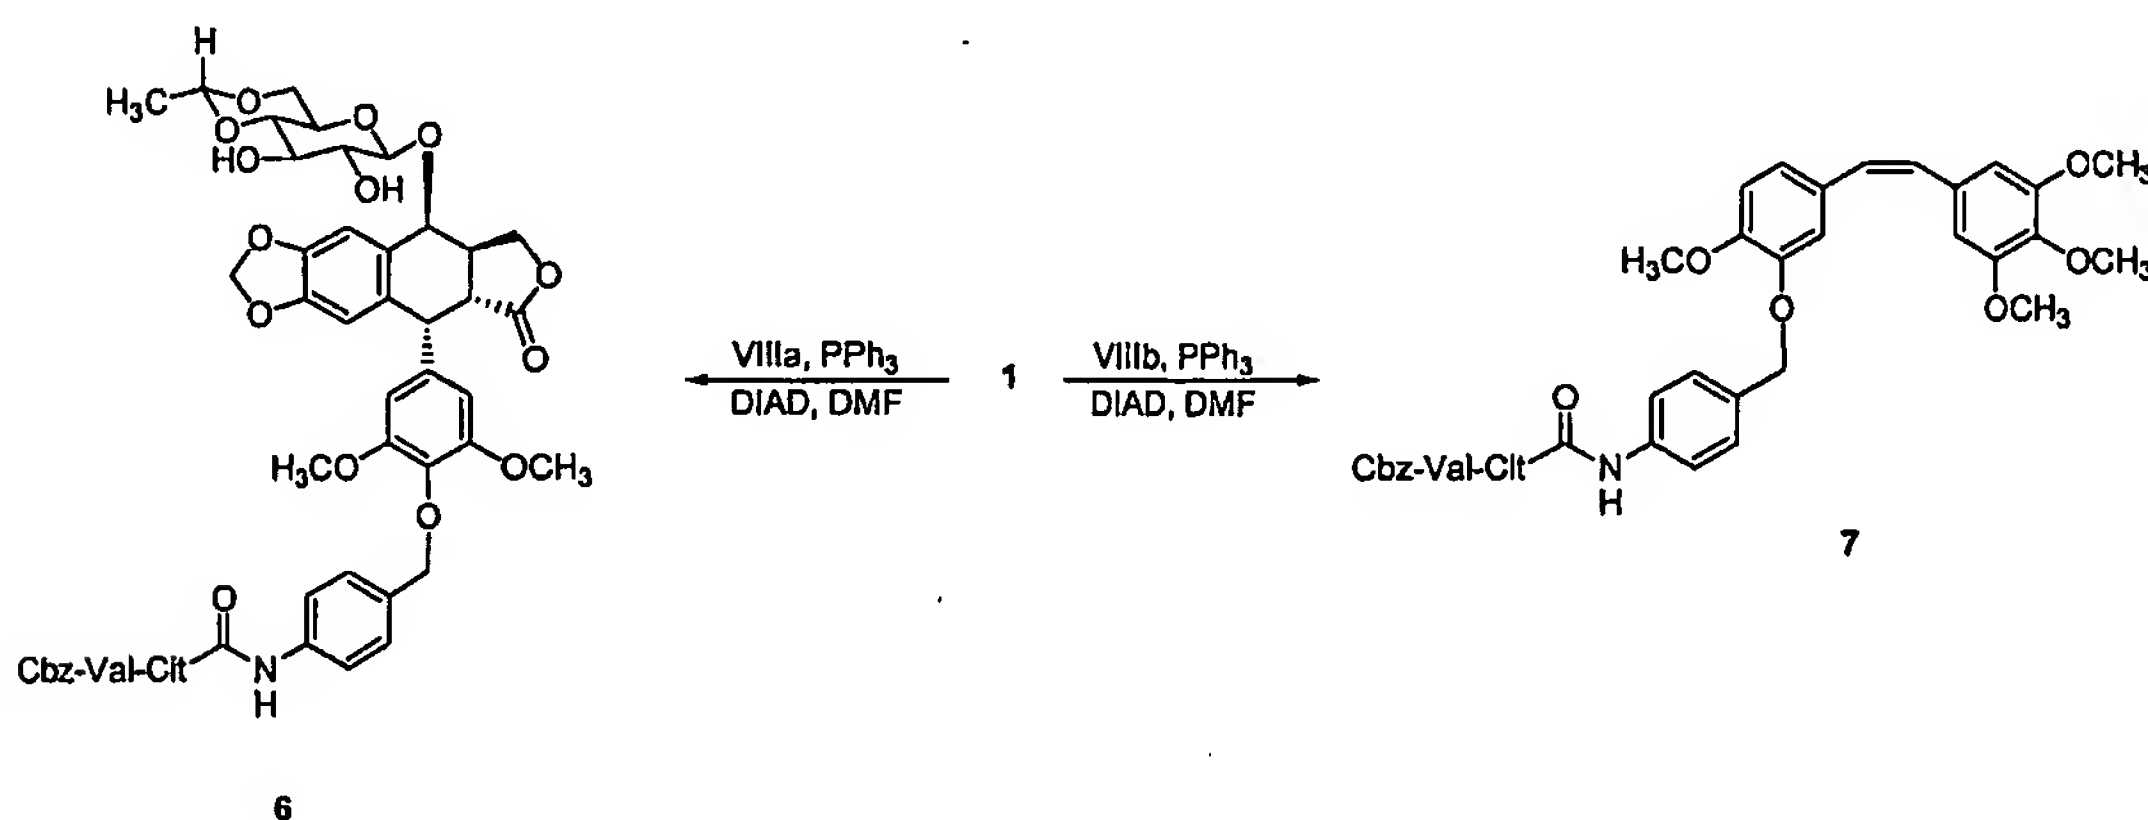 H
H₃C
O
O
O
O
HO
OH
O
O
O
O
VIIIa, PPh₃
DIAD, DMF
1
VIIIb, PPh₃
DIAD, DMF
H₃CO
OCH₃
O
O
Cbz-Val-Cit
N
H
6
OCH₃
H₃CO
OCH₃
OCH₃
O
O
Cbz-Val-Cit
N
H
7